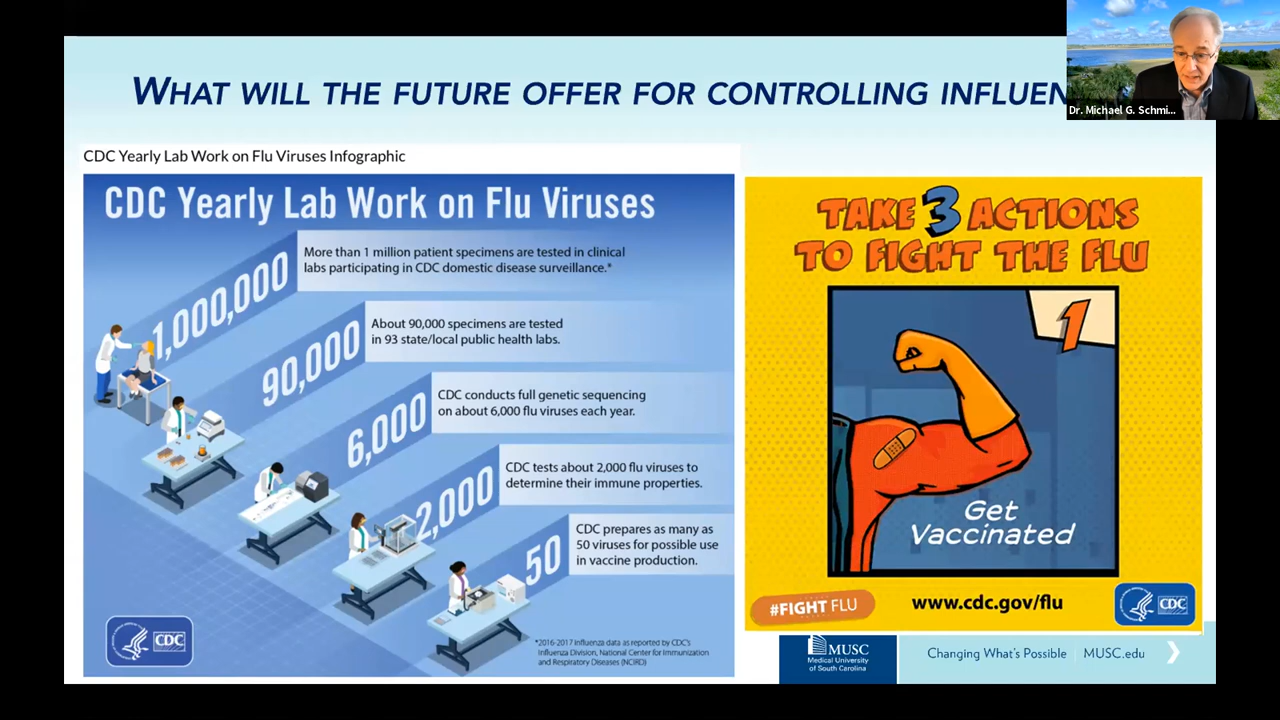 WHAT WILL THE FUTURE OFFER FOR CONTROLLING INFLUEN
Dr. Michael G. Schmi...
CDC Yearly Lab Work on Flu Viruses Infographic
CDC Yearly Lab Work on Flu Viruses
1,000,000
More than 1 million patient specimens are tested in clinical
labs participating in CDC domestic disease surveillance.*
90,000
About 90,000 specimens are tested
in 93 state/local public health labs.
6,000
CDC conducts full genetic sequencing
on about 6,000 flu viruses each year.
2,000
CDC tests about 2,000 flu viruses to
determine their immune properties.
50
CDC prepares as many as
50 viruses for possible use
in vaccine production.
CDC
*2016-2017 influenza data as reported by CDC's
Influenza Division, National Center for Immunization
and Respiratory Diseases (NCIRD)
TAKE 3 ACTIONS
TO FIGHT THE FLU
1
Get
Vaccinated
#FIGHT FLU
www.cdc.gov/flu
CDC
MUSC
Medical University
of South Carolina
Changing What's Possible
MUSC.edu